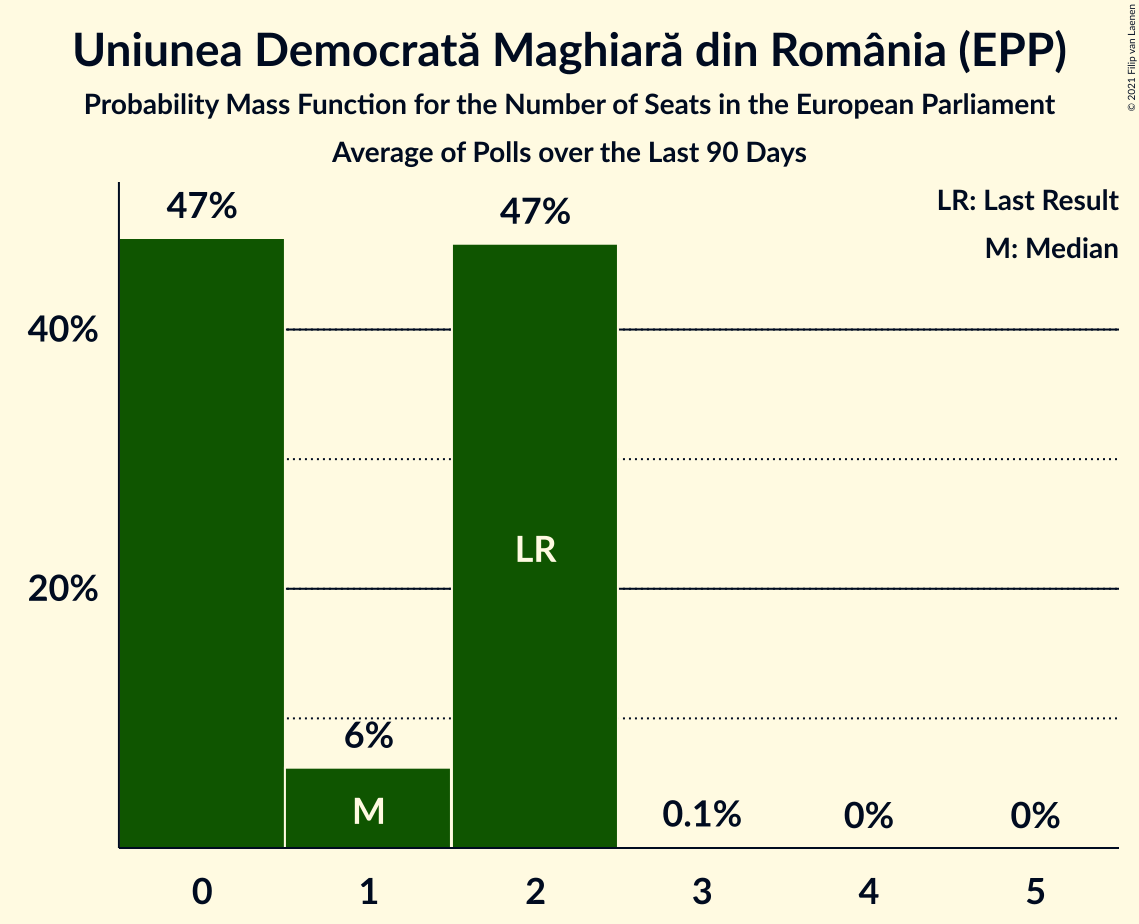 Uniunea Democrată Maghiară din România (EPP)
Probability Mass Function for the Number of Seats in the European Parliament
Average of Polls over the Last 90 Days
© 2021 Filip van Laenen
LR: Last Result
M: Median
47%
47%
40%
LR
20%
6%
M
0.1%
0%
0%
0
1
2
3
4
5